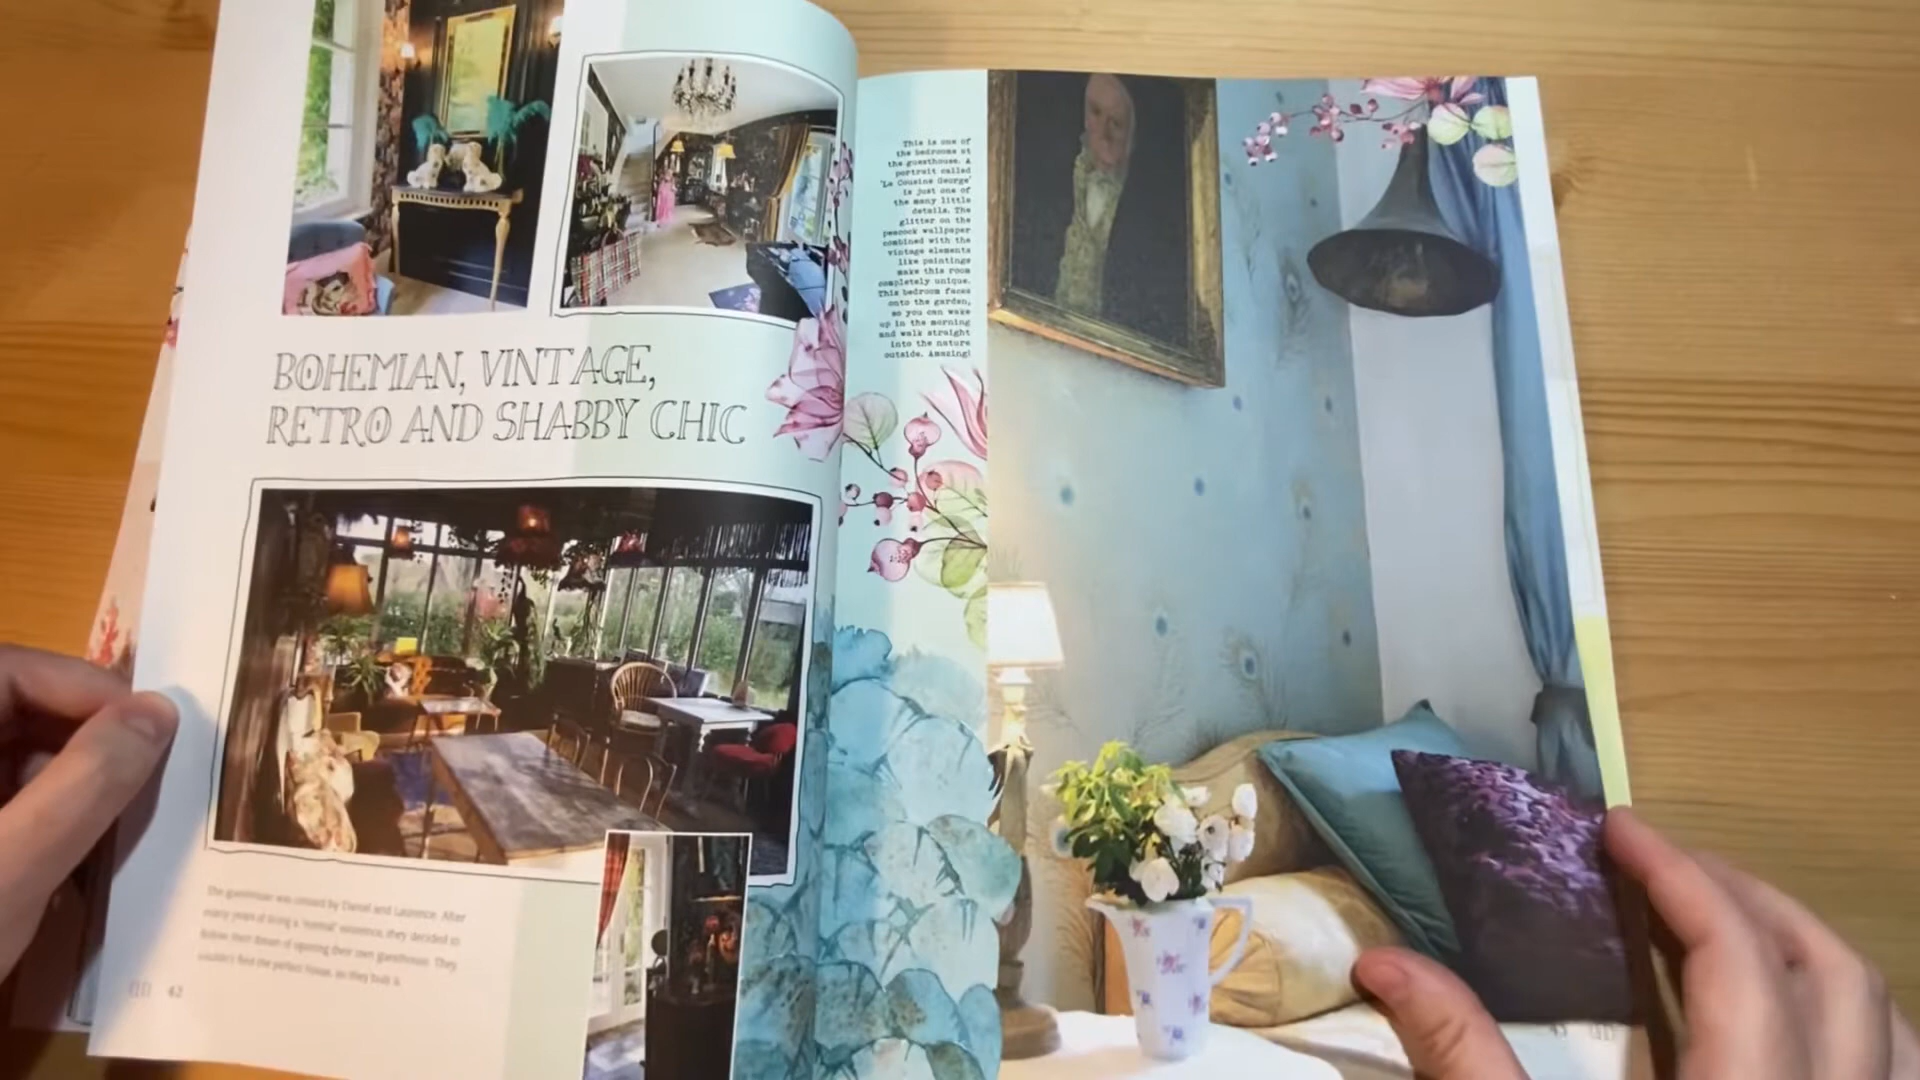 BOHEMIAN, VINTAGE,
RETRO AND SHABBY CHIC
The guesthouse was created by Daniel and Laurence. After
many years of living a "normal" existence, they decided to
follow their dream of opening their own guesthouse. They
couldn't find the perfect house, so they built it.
42
This is one of
the bedrooms at
the guesthouse. A
portrait called
'Le Cousins George'
is just one of
the many little
details. The
glitter on the
peacock wallpaper
combined with the
vintage elements
like paintings
make this room
completely unique.
This bedroom faces
onto the garden,
so you can wake
up in the morning
and walk straight
into the nature
outside. Amazing!
43